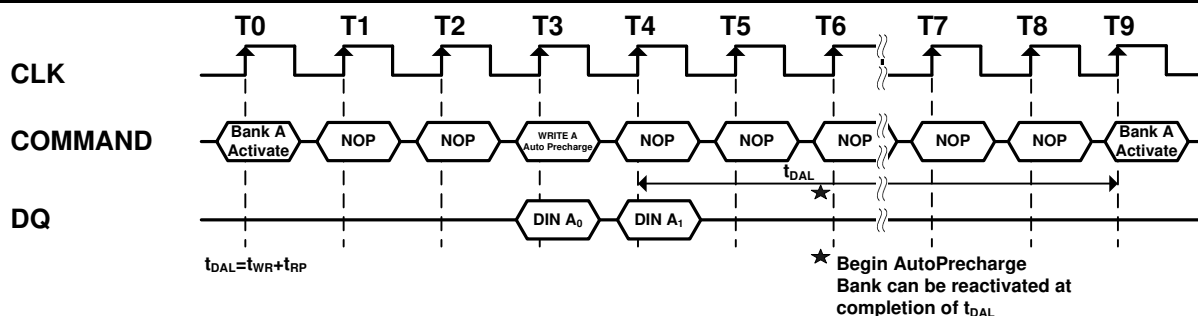 T0 T1 T2 T3 T4 T5 T6 T7 T8 T9
CLK
COMMAND
Bank A
Activate
NOP
NOP
WRITE A
Auto Precharge
NOP
NOP
NOP
NOP
NOP
Bank A
Activate
tDAL
DQ
DIN A0
DIN A1
tDAL=tWR+tRP
Begin AutoPrecharge
Bank can be reactivated at
completion of tDAL